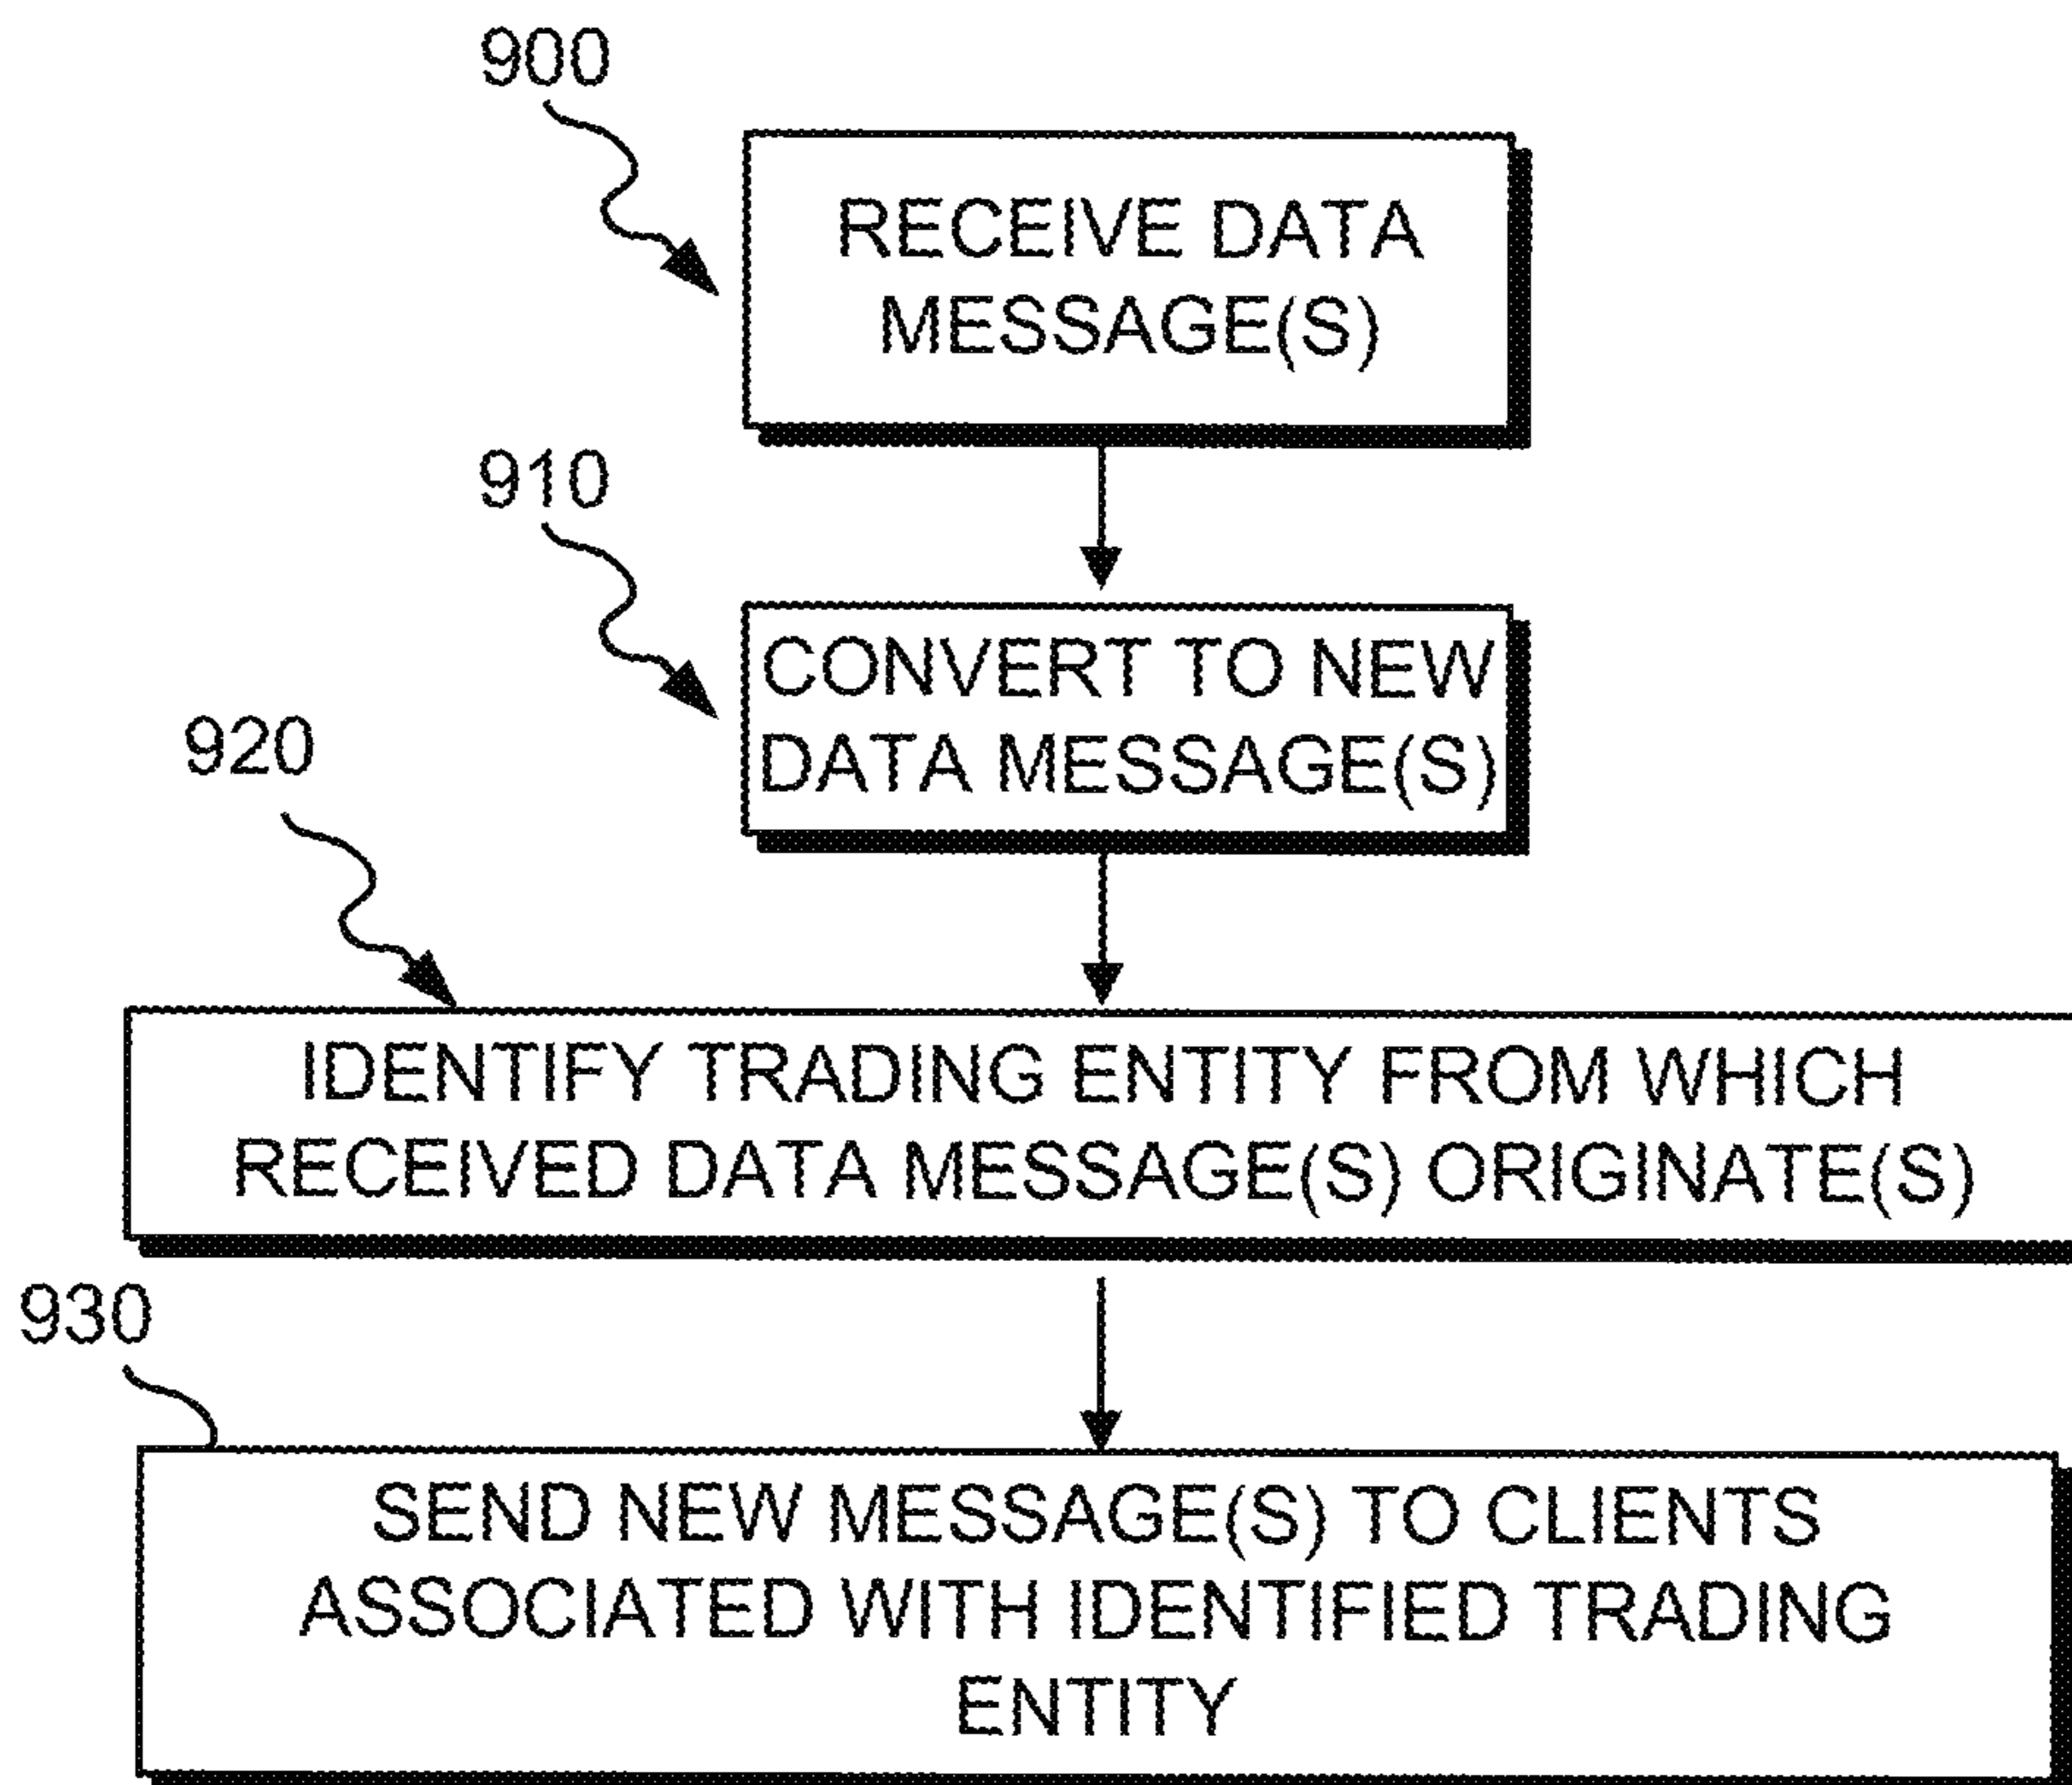 900
RECEIVE DATA
MESSAGE(S)
910
CONVERT TO NEW
DATA MESSAGE(S)
920
IDENTIFY TRADING ENTITY FROM WHICH
RECEIVED DATA MESSAGE(S) ORIGINATE(S)
930
SEND NEW MESSAGE(S) TO CLIENTS
ASSOCIATED WITH IDENTIFIED TRADING
ENTITY